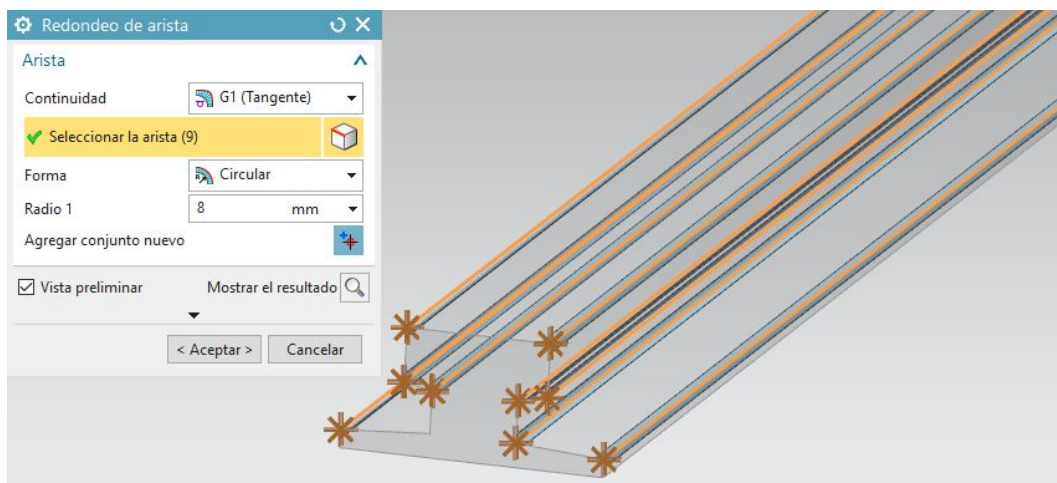 Redondeo de arista
Arista
Continuidad G1 (Tangente)
Seleccionar la arista (9)
Forma Circular
Radio 1 8 mm
Agregar conjunto nuevo
Vista preliminar Mostrar el resultado
< Aceptar > Cancelar